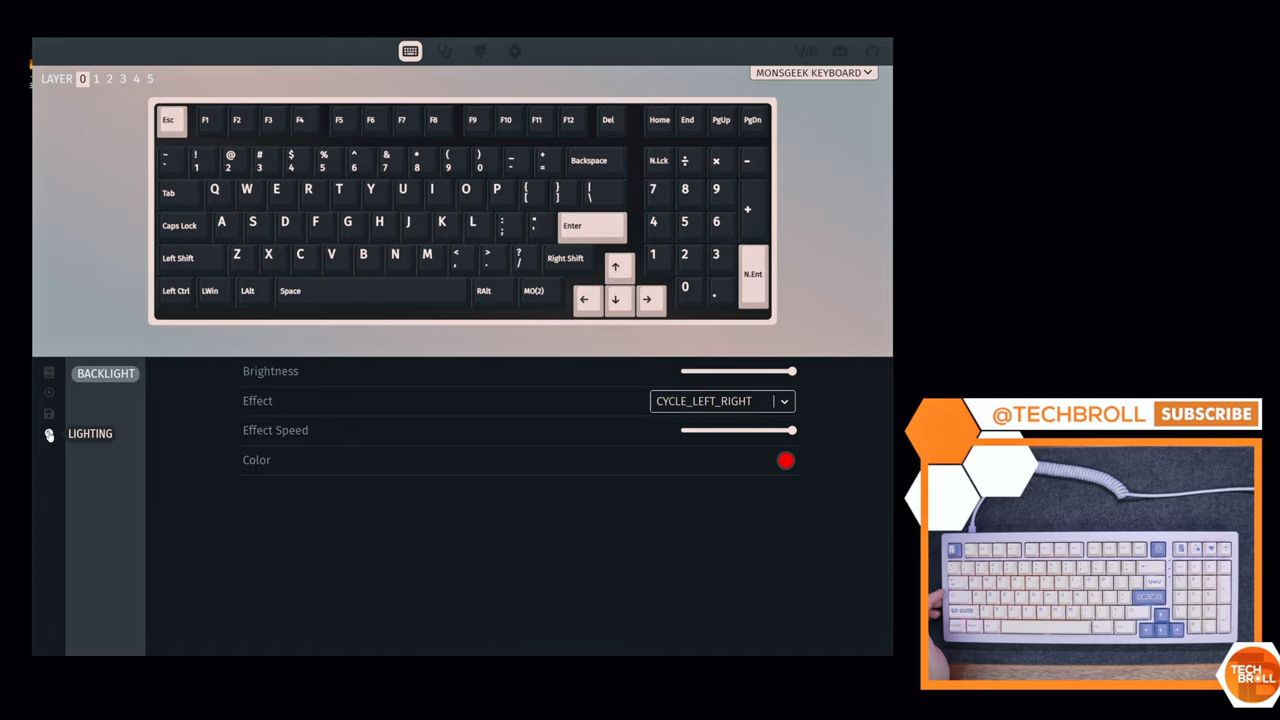 VIA
LAYER 0 1 2 3 4 5
MONSGEEK KEYBOARD
Esc F1 F2 F3 F4 F5 F6 F7 F8 F9 F10 F11 F12 Del Home End PgUp PgDn
~ ! @ # $ % ^ & * ( ) _ +
` 1 2 3 4 5 6 7 8 9 0 - = Backspace N.Lck ÷ × -
Tab Q W E R T Y U I O P { } | 7 8 9
[ ] \
+
Caps Lock A S D F G H J K L : " Enter 4 5 6
; '
Left Shift Z X C V B N M < > ? Right Shift ↑ 1 2 3
, . /
N.Ent
Left Ctrl LWin LAlt Space RAlt MO(2) ← ↓ → 0 .
BACKLIGHT
LIGHTING
Brightness
Effect CYCLE_LEFT_RIGHT
Effect Speed
Color
@TECHBROLL SUBSCRIBE
UwU
SO CUTE
TECH
BROLL